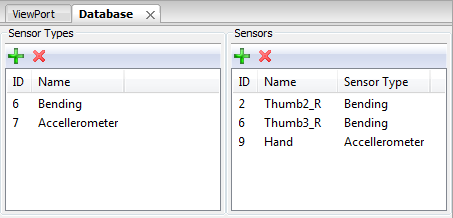 ViewPort Database
Sensor Types
ID Name
6 Bending
7 Accellerometer
Sensors
ID Name Sensor Type
2 Thumb2_R Bending
6 Thumb3_R Bending
9 Hand Accellerometer